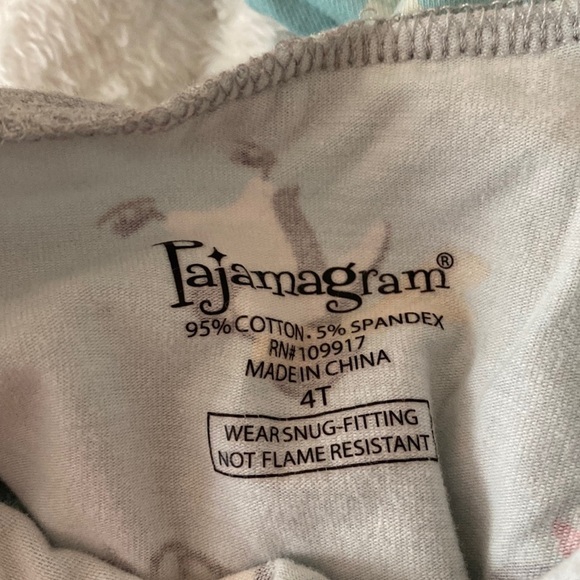 Pajamagram®
95% COTTON. 5% SPANDEX
RN#109917
MADE IN CHINA
4T
WEAR SNUG-FITTING
NOT FLAME RESISTANT